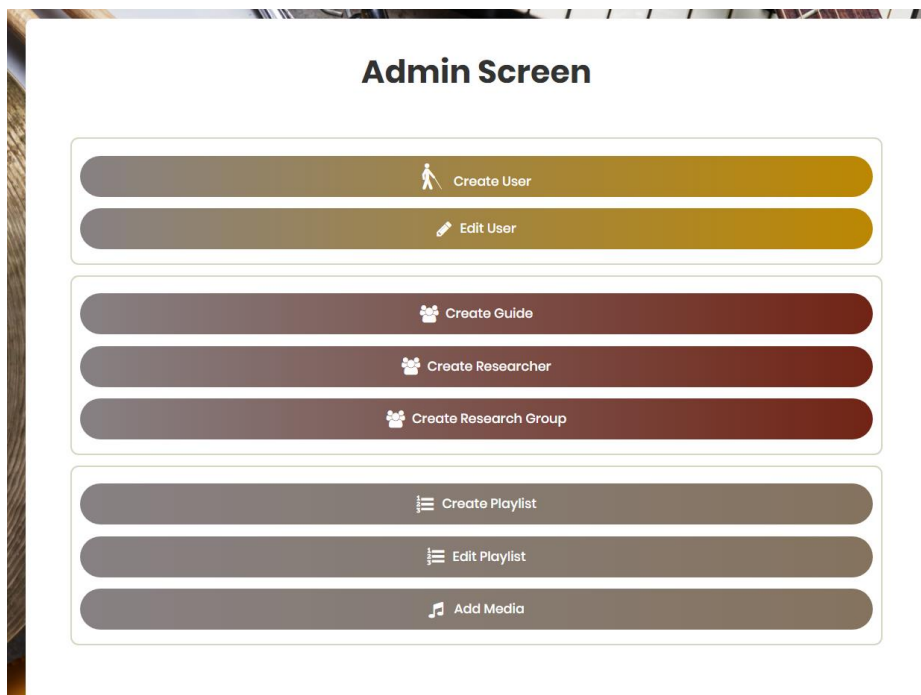 Admin Screen
Create User
Edit User
Create Guide
Create Researcher
Create Research Group
Create Playlist
Edit Playlist
Add Media